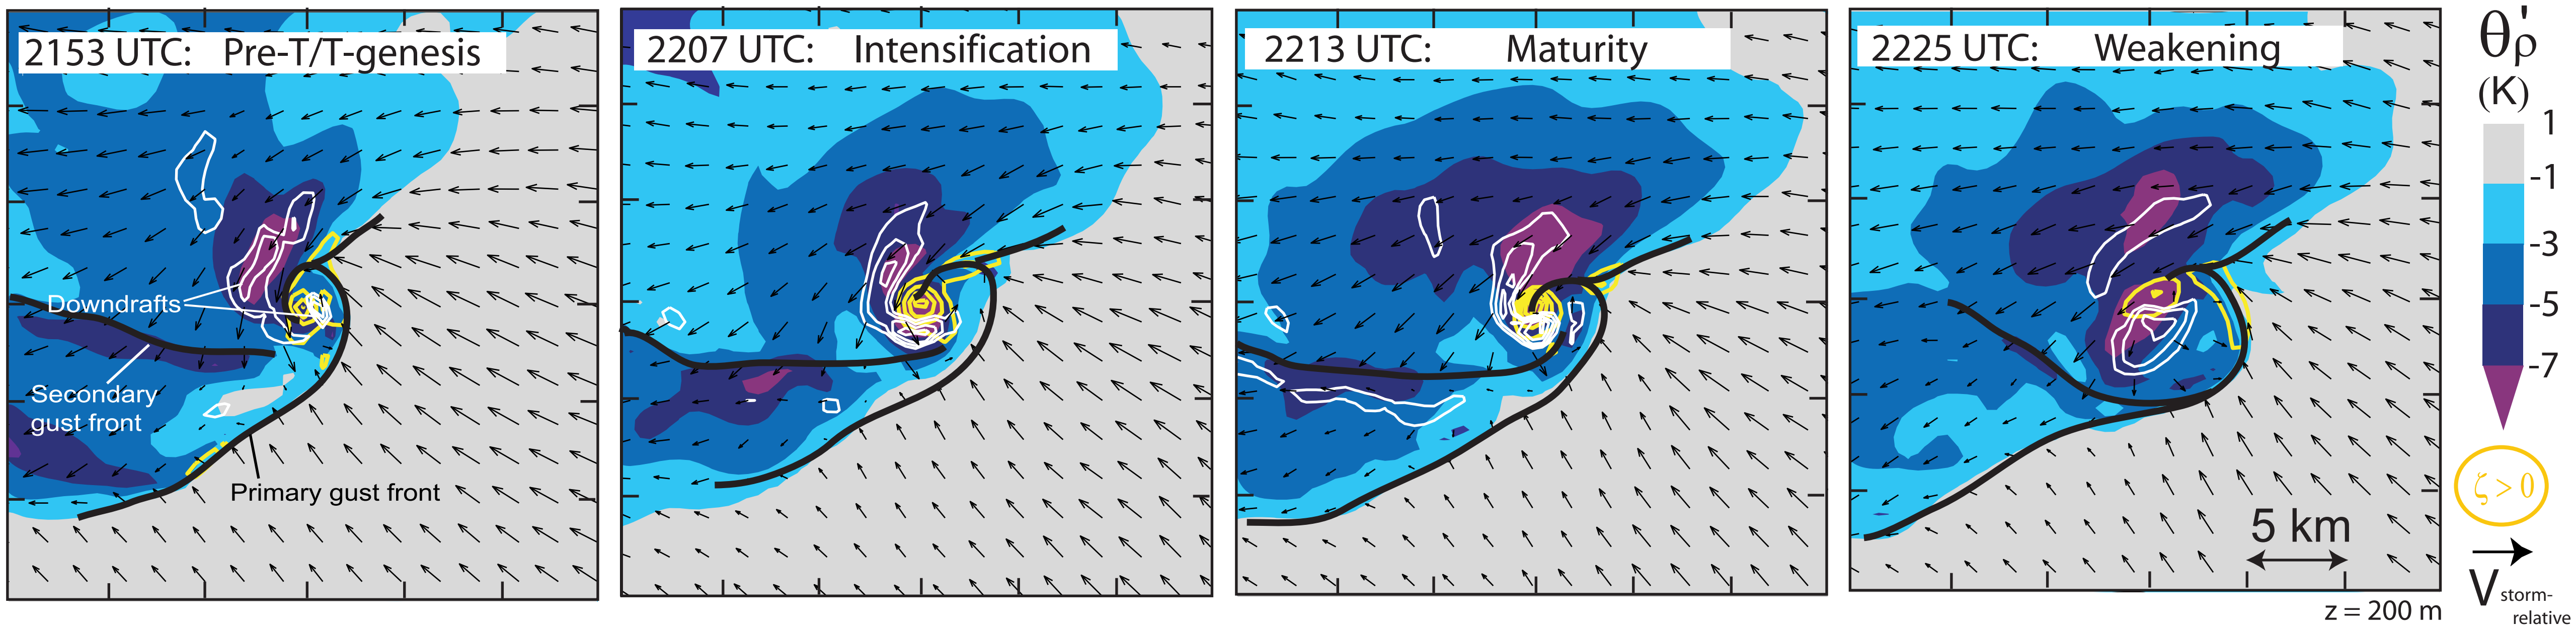 2153 UTC: Pre-T/T-genesis
Downdrafts
Secondary
gust front
Primary gust front
2207 UTC: Intensification
2213 UTC: Maturity
2225 UTC: Weakening
5 km
z = 200 m
θ'ρ
(K)
1
-1
-3
-5
-7
ζ > 0
V storm-
relative